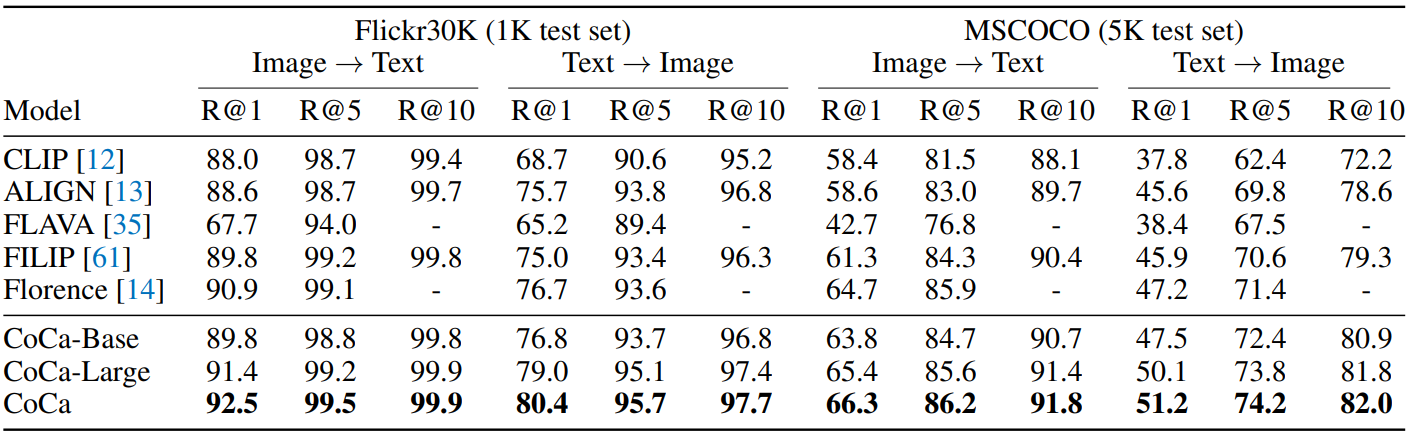 Flickr30K (1K test set) MSCOCO (5K test set)
Image → Text Text → Image Image → Text Text → Image
Model R@1 R@5 R@10 R@1 R@5 R@10 R@1 R@5 R@10 R@1 R@5 R@10
CLIP [12] 88.0 98.7 99.4 68.7 90.6 95.2 58.4 81.5 88.1 37.8 62.4 72.2
ALIGN [13] 88.6 98.7 99.7 75.7 93.8 96.8 58.6 83.0 89.7 45.6 69.8 78.6
FLAVA [35] 67.7 94.0 - 65.2 89.4 - 42.7 76.8 - 38.4 67.5 -
FILIP [61] 89.8 99.2 99.8 75.0 93.4 96.3 61.3 84.3 90.4 45.9 70.6 79.3
Florence [14] 90.9 99.1 - 76.7 93.6 - 64.7 85.9 - 47.2 71.4 -
CoCa-Base 89.8 98.8 99.8 76.8 93.7 96.8 63.8 84.7 90.7 47.5 72.4 80.9
CoCa-Large 91.4 99.2 99.9 79.0 95.1 97.4 65.4 85.6 91.4 50.1 73.8 81.8
CoCa 92.5 99.5 99.9 80.4 95.7 97.7 66.3 86.2 91.8 51.2 74.2 82.0